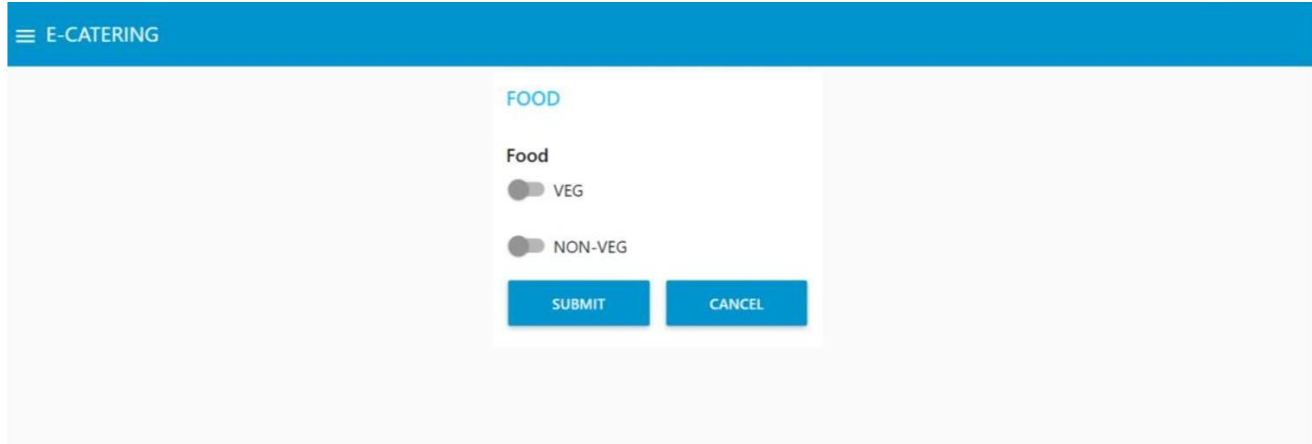 E-CATERING
FOOD
Food
VEG
NON-VEG
SUBMIT CANCEL